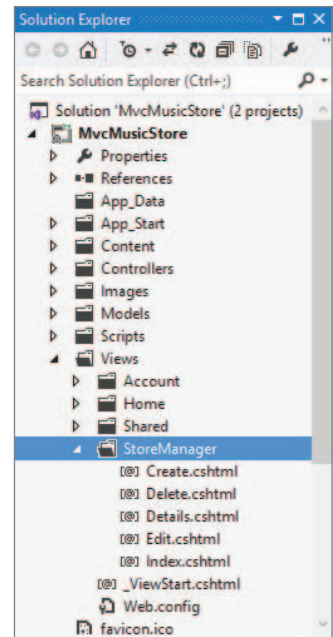 Solution Explorer
Search Solution Explorer (Ctrl+;)
Solution 'MvcMusicStore' (2 projects)
MvcMusicStore
Properties
References
App_Data
App_Start
Content
Controllers
Images
Models
Scripts
Views
Account
Home
Shared
StoreManager
[@] Create.cshtml
[@] Delete.cshtml
[@] Details.cshtml
[@] Edit.cshtml
[@] Index.cshtml
[@] _ViewStart.cshtml
Web.config
favicon.ico